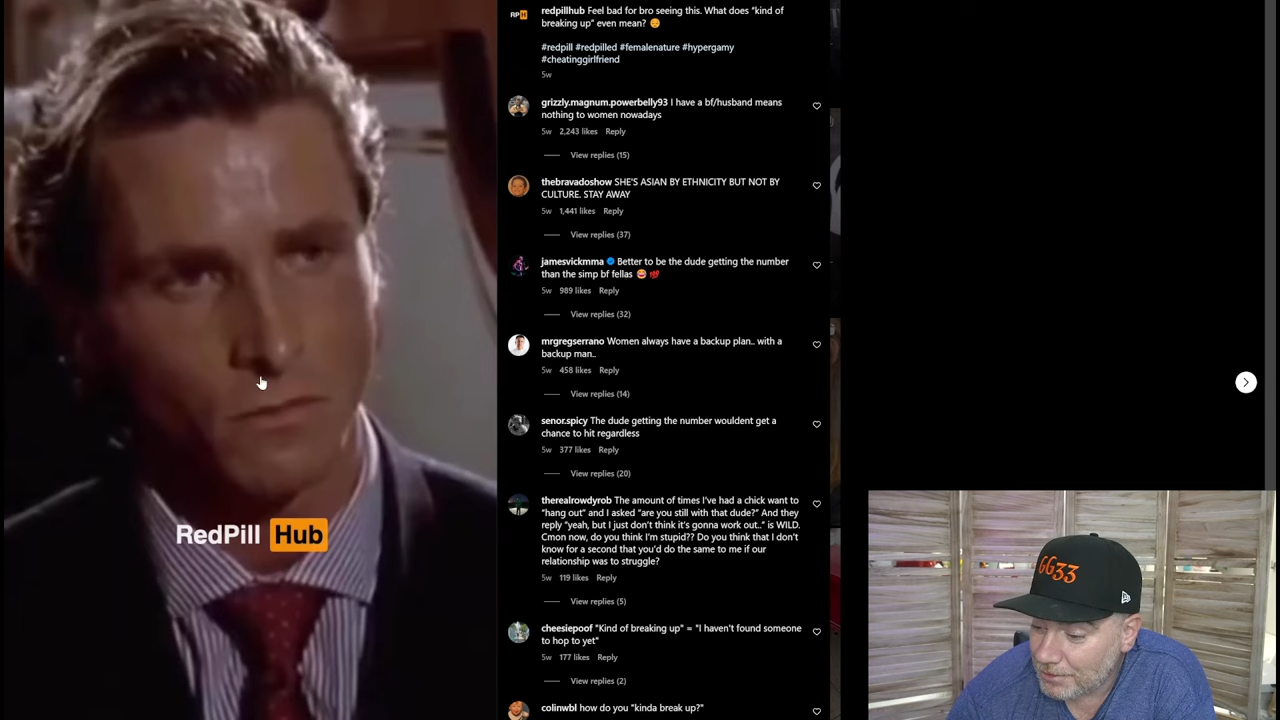 RedPill Hub
RPH
redpillhub Feel bad for bro seeing this. What does "kind of
breaking up" even mean? 😔
#redpill #redpilled #femalenature #hypergamy
#cheatinggirlfriend
5w
grizzly.magnum.powerbelly93 I have a bf/husband means
nothing to women nowadays
5w 2,243 likes Reply
View replies (15)
thebravadoshow SHE'S ASIAN BY ETHNICITY BUT NOT BY
CULTURE. STAY AWAY
5w 1,441 likes Reply
View replies (37)
jamesvickmma Better to be the dude getting the number
than the simp bf fellas 😂 💯
5w 989 likes Reply
View replies (32)
mrgregserrano Women always have a backup plan.. with a
backup man..
5w 458 likes Reply
View replies (14)
senor.spicy The dude getting the number wouldent get a
chance to hit regardless
5w 377 likes Reply
View replies (20)
therealrowdyrob The amount of times I've had a chick want to
"hang out" and I asked "are you still with that dude?" And they
reply "yeah, but I just don't think it's gonna work out.." is WILD.
Cmon now, do you think I'm stupid?? Do you think that I don't
know for a second that you'd do the same to me if our
relationship was to struggle?
5w 119 likes Reply
View replies (5)
cheesiepoof "Kind of breaking up" = "I haven't found someone
to hop to yet"
5w 177 likes Reply
View replies (2)
colinwbl how do you "kinda break up?"
6633